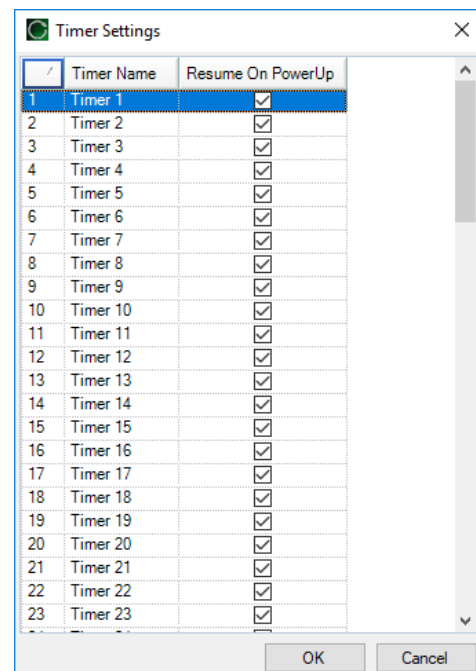 Timer Settings
Timer Name Resume On PowerUp
1 Timer 1
2 Timer 2
3 Timer 3
4 Timer 4
5 Timer 5
6 Timer 6
7 Timer 7
8 Timer 8
9 Timer 9
10 Timer 10
11 Timer 11
12 Timer 12
13 Timer 13
14 Timer 14
15 Timer 15
16 Timer 16
17 Timer 17
18 Timer 18
19 Timer 19
20 Timer 20
21 Timer 21
22 Timer 22
23 Timer 23
OK Cancel